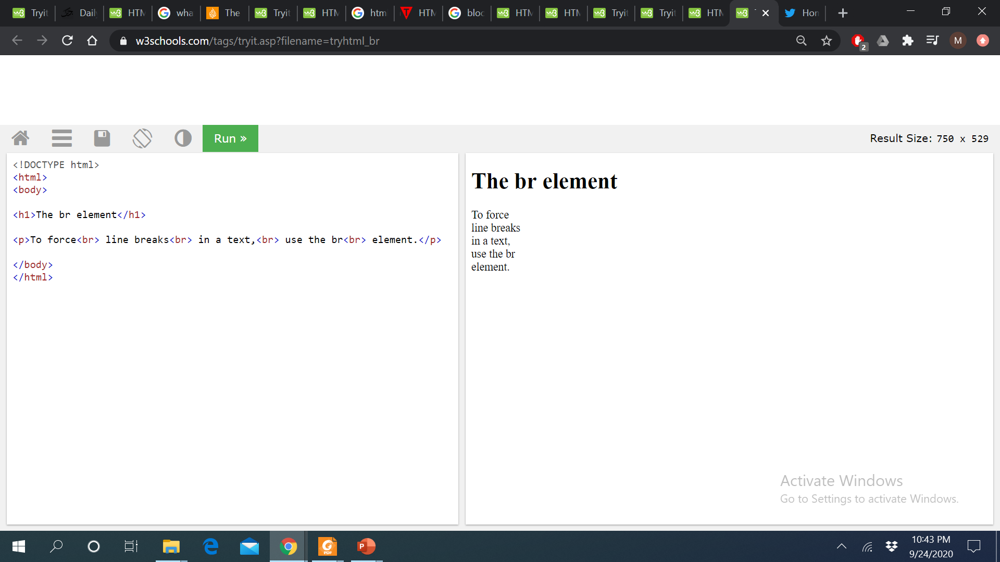 Tryit
Daily
HTM
wha
The
Tryit
HTM
html
HTM
bloc
HTM
HTM
Tryit
Tryit
HTM
Hom
w3schools.com/tags/tryit.asp?filename=tryhtml_br
2
M
Run »
Result Size: 750 x 529
<!DOCTYPE html>
<html>
<body>
<h1>The br element</h1>
<p>To force<br> line breaks<br> in a text,<br> use the br<br> element.</p>
</body>
</html>
The br element
To force
line breaks
in a text,
use the br
element.
Activate Windows
Go to Settings to activate Windows.
PDF
P
10:43 PM
9/24/2020